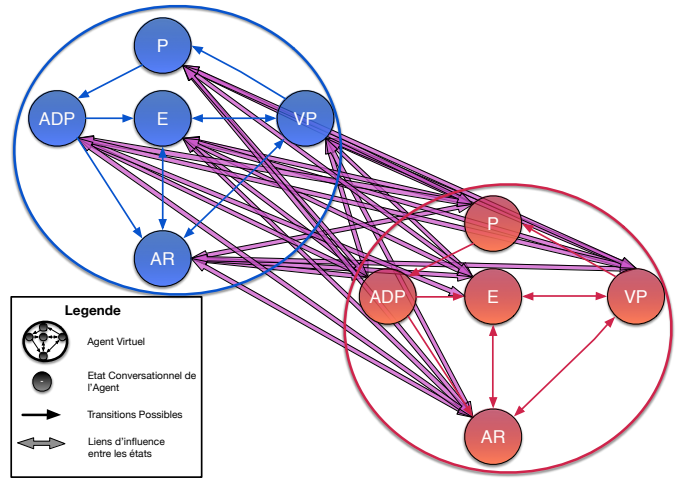 P
ADP
E
VP
AR
P
ADP
E
VP
AR
Legende
Agent Virtuel
Etat Conversationnel de
l'Agent
Transitions Possibles
Liens d'influence
entre les états